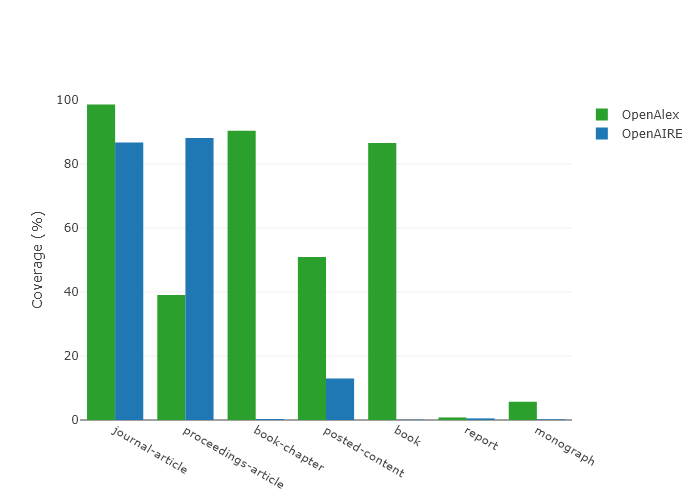 100
80
60
40
20
0
Coverage (%)
journal-article
proceedings-article
book-chapter
posted-content
book
report
monograph
OpenAlex
OpenAIRE